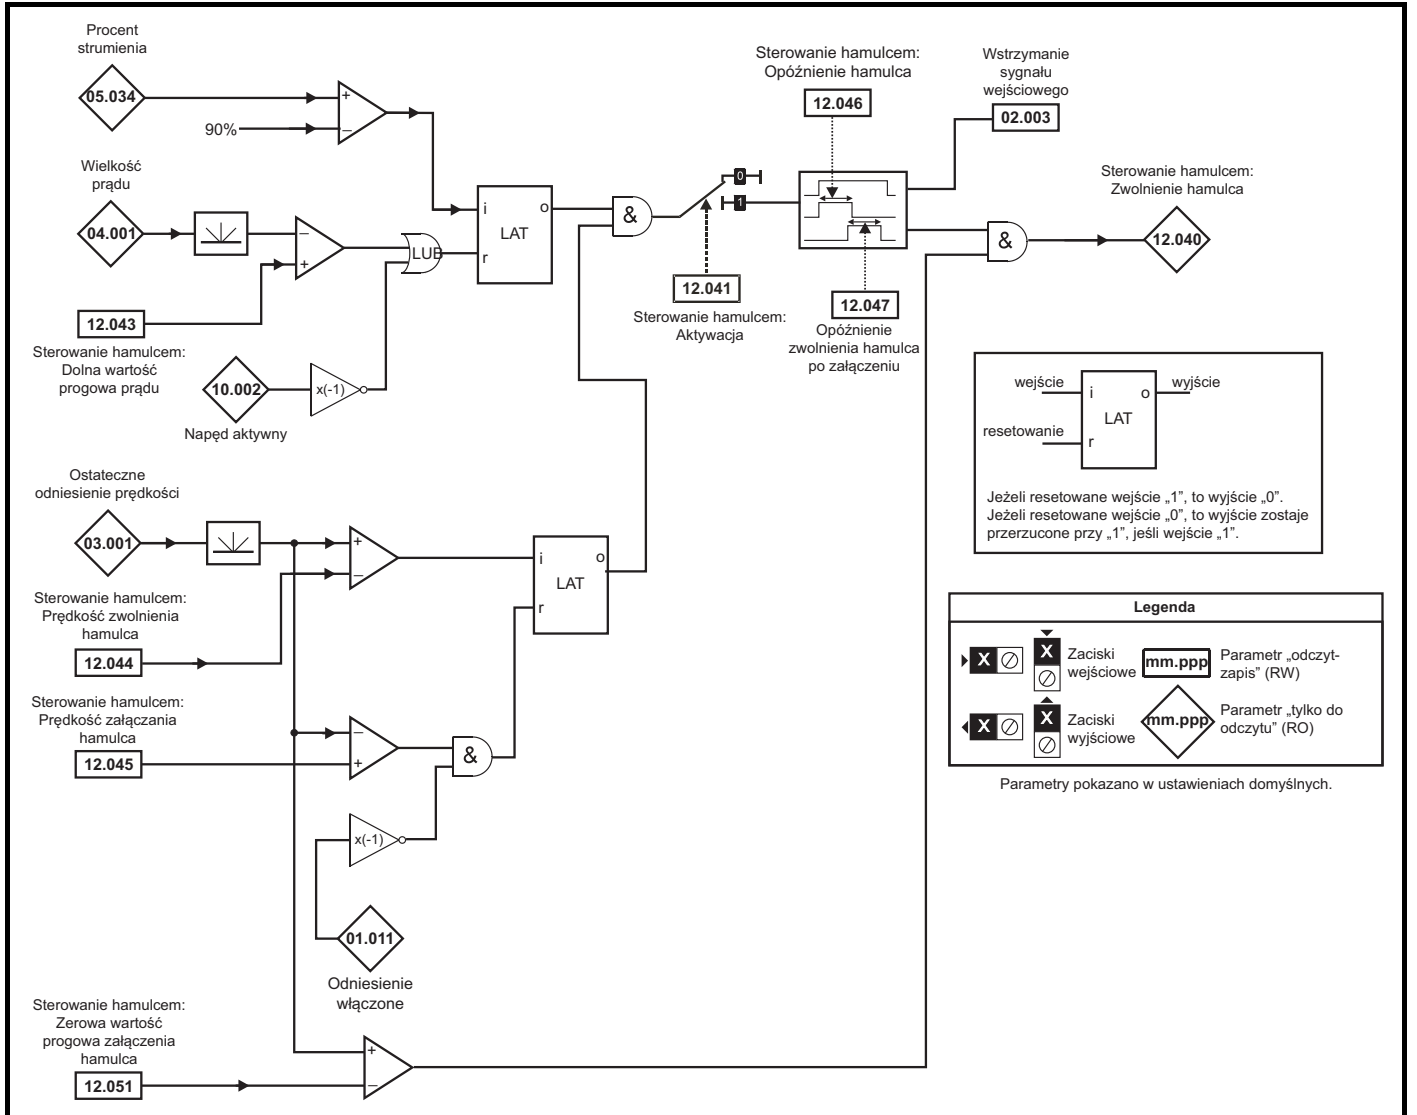 Procent
strumienia
05.034
90%
+
–
Wielkość
prądu
04.001
–
+
12.043
Sterowanie hamulcem:
Dolna wartość
progowa prądu
10.002
x(-1)
Napęd aktywny
LUB
i
o
LAT
r
&
0
1
12.041
Sterowanie hamulcem:
Aktywacja
Sterowanie hamulcem:
Opóźnienie hamulca
12.046
Wstrzymanie
sygnału
wejściowego
02.003
12.047
Opóźnienie
zwolnienia hamulca
po załączeniu
&
Sterowanie hamulcem:
Zwolnienie hamulca
12.040
wejście
i
o
wyjście
LAT
resetowanie
r
Jeżeli resetowane wejście „1”, to wyjście „0”.
Jeżeli resetowane wejście „0”, to wyjście zostaje
przerzucone przy „1”, jeśli wejście „1”.
Ostateczne
odniesienie prędkości
03.001
+
–
Sterowanie hamulcem:
Prędkość zwolnienia
hamulca
12.044
i
o
LAT
r
Sterowanie hamulcem:
Prędkość załączania
hamulca
12.045
–
+
&
x(-1)
01.011
Odniesienie
włączone
Sterowanie hamulcem:
Zerowa wartość
progowa załączenia
hamulca
12.051
+
–
Legenda
X
X
Zaciski
wejściowe
mm.ppp
Parametr „odczyt-
zapis” (RW)
X
X
Zaciski
wyjściowe
mm.ppp
Parametr „tylko do
odczytu” (RO)
Parametry pokazano w ustawieniach domyślnych.